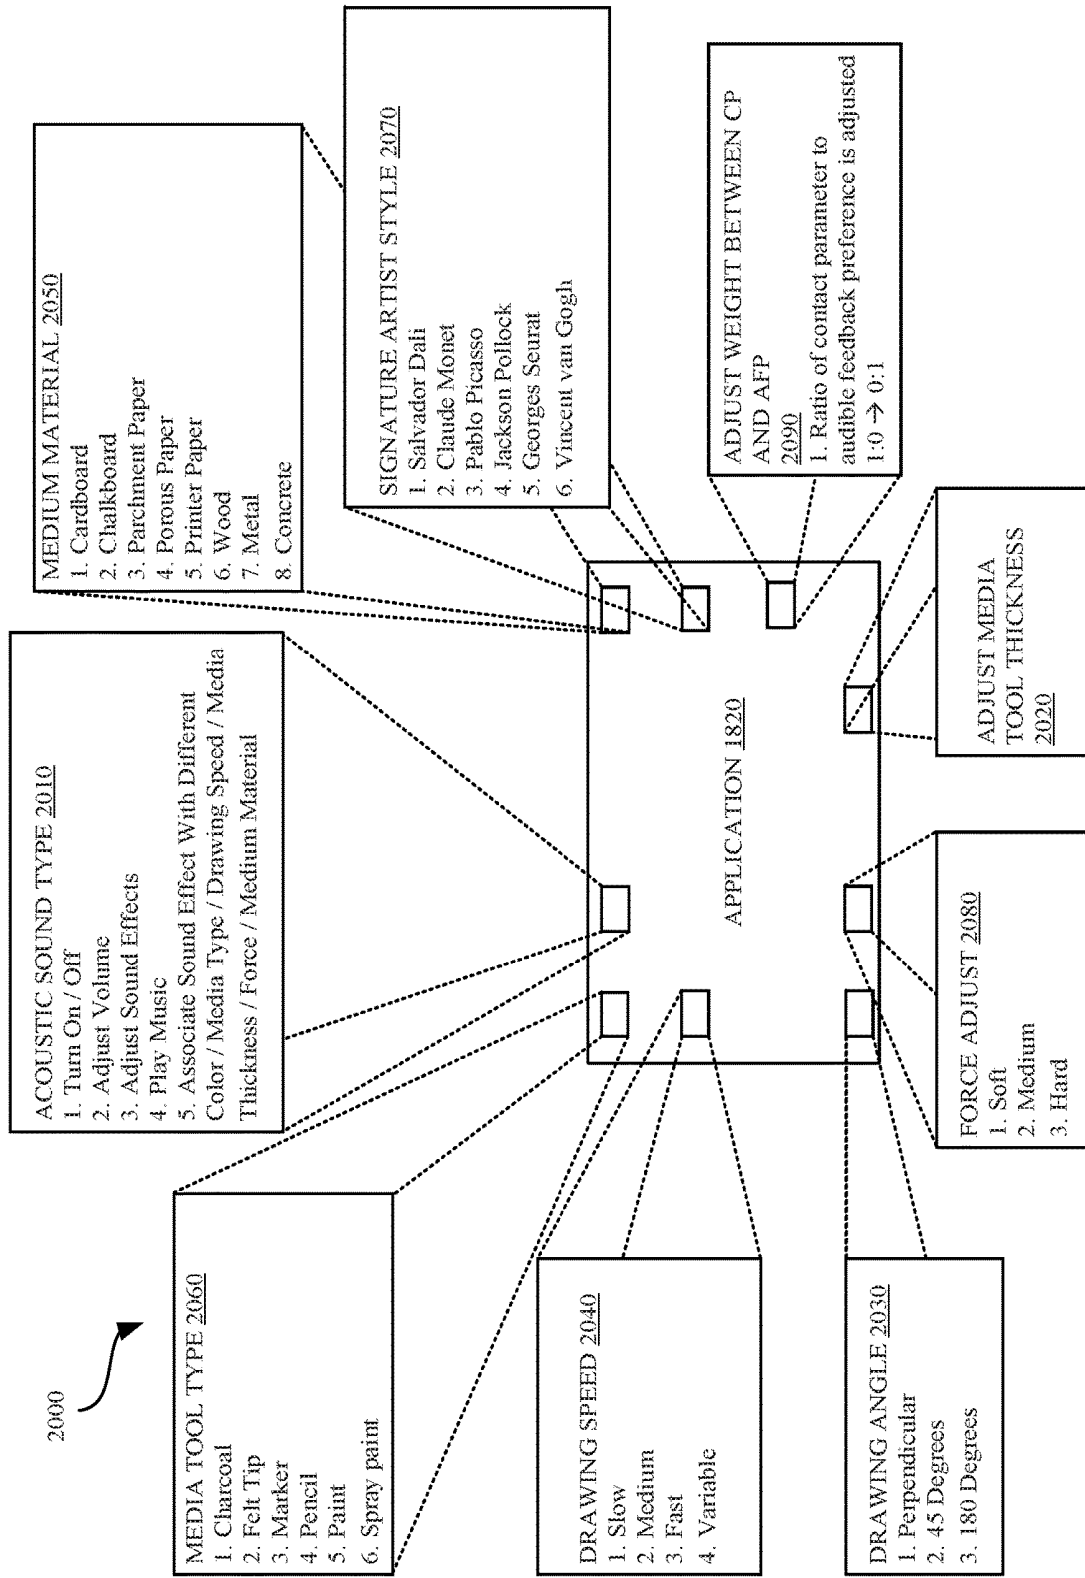 2000
MEDIA TOOL TYPE 2060
1. Charcoal
2. Felt Tip
3. Marker
4. Pencil
5. Paint
6. Spray paint
ACOUSTIC SOUND TYPE 2010
1. Turn On / Off
2. Adjust Volume
3. Adjust Sound Effects
4. Play Music
5. Associate Sound Effect With Different
Color / Media Type / Drawing Speed / Media
Thickness / Force / Medium Material
MEDIUM MATERIAL 2050
1. Cardboard
2. Chalkboard
3. Parchment Paper
4. Porous Paper
5. Printer Paper
6. Wood
7. Metal
8. Concrete
SIGNATURE ARTIST STYLE 2070
1. Salvador Dali
2. Claude Monet
3. Pablo Picasso
4. Jackson Pollock
5. Georges Seurat
6. Vincent van Gogh
DRAWING SPEED 2040
1. Slow
2. Medium
3. Fast
4. Variable
APPLICATION 1820
ADJUST WEIGHT BETWEEN CP
AND AFP
2090
1. Ratio of contact parameter to
audible feedback preference is adjusted
1:0 → 0:1
DRAWING ANGLE 2030
1. Perpendicular
2. 45 Degrees
3. 180 Degrees
FORCE ADJUST 2080
1. Soft
2. Medium
3. Hard
ADJUST MEDIA
TOOL THICKNESS
2020